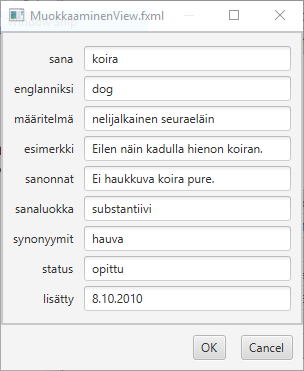 MuokkaaminenView.fxml
sana koira
englanniksi dog
määritelmä nelijalkainen seuraeläin
esimerkki Eilen näin kadulla hienon koiran.
sanonnat Ei haukkuva koira pure.
sanaluokka substantiivi
synonyymit hauva
status opittu
lisätty 8.10.2010
OK Cancel